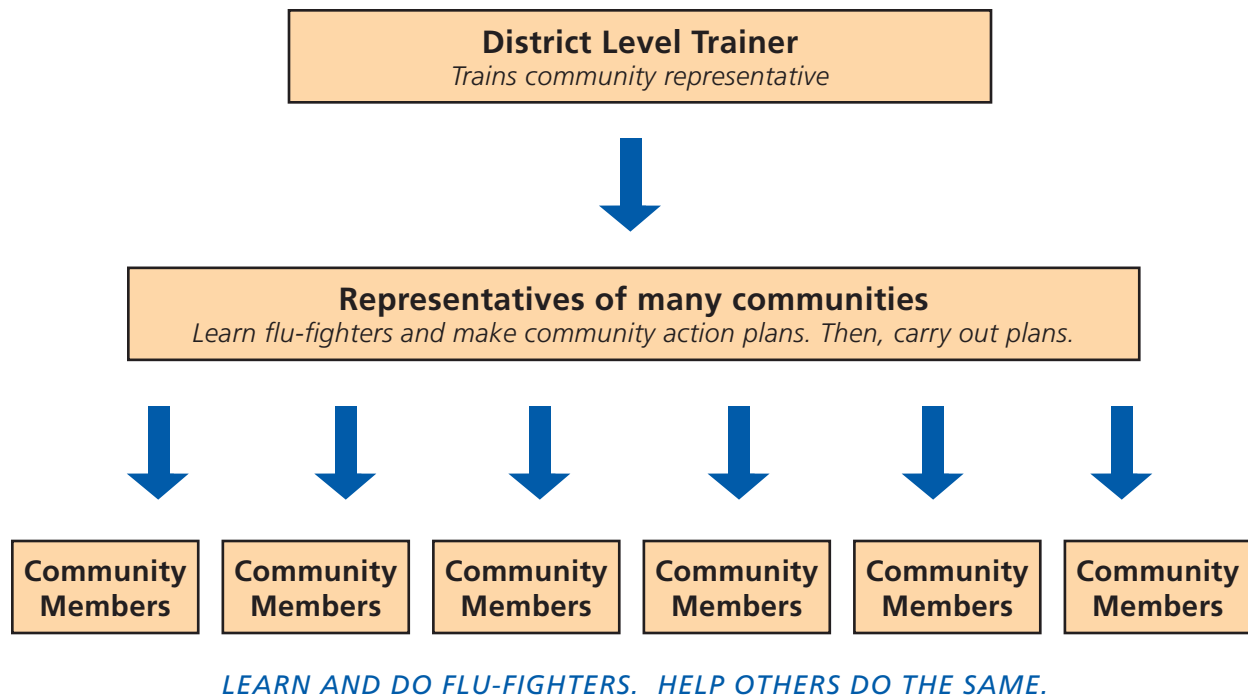 District Level Trainer
Trains community representative
Representatives of many communities
Learn flu-fighters and make community action plans. Then, carry out plans.
Community
Members
Community
Members
Community
Members
Community
Members
Community
Members
Community
Members
LEARN AND DO FLU-FIGHTERS. HELP OTHERS DO THE SAME.